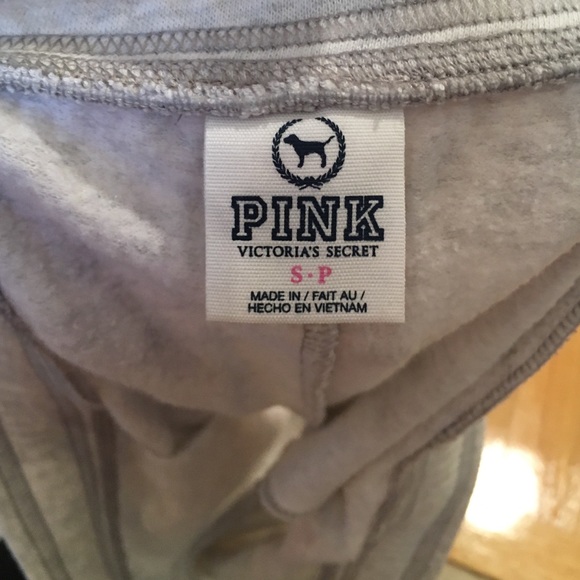 PINK
VICTORIA'S SECRET
S·P
MADE IN / FAIT AU /
HECHO EN VIETNAM